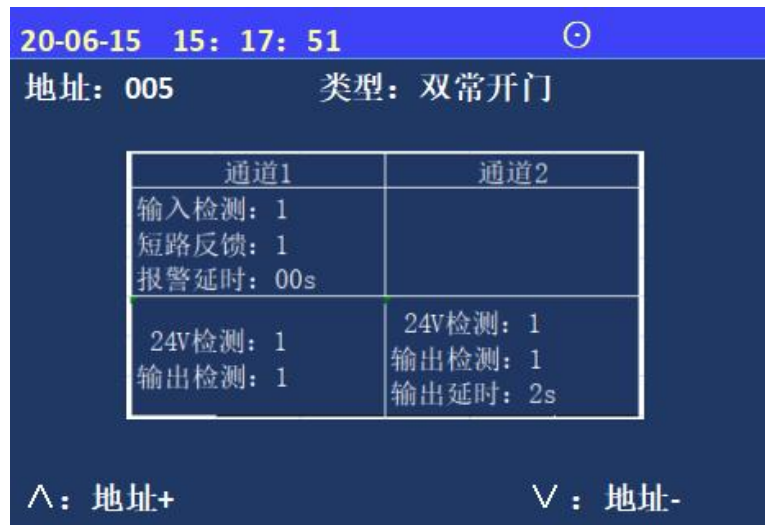 20-06-15 15：17：51 ⊙
地址：005 类型：双常开门
通道1 通道2
输入检测：1
短路反馈：1
报警延时：00s
24V检测：1
输出检测：1
24V检测：1
输出检测：1
输出延时：2s
∧：地址+ ∨：地址-